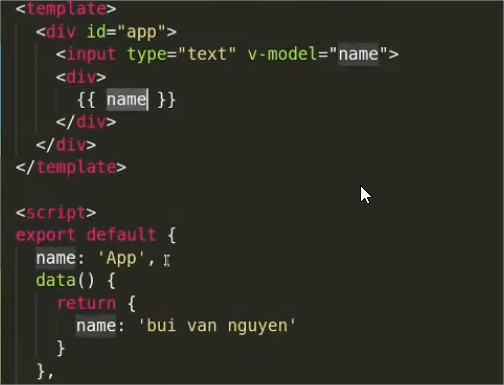 <template>
  <div id="app">
    <input type="text" v-model="name">
    <div>
      {{ name }}
    </div>
  </div>
</template>

<script>
export default {
  name: 'App',
  data() {
    return {
      name: 'bui van nguyen'
    }
  },